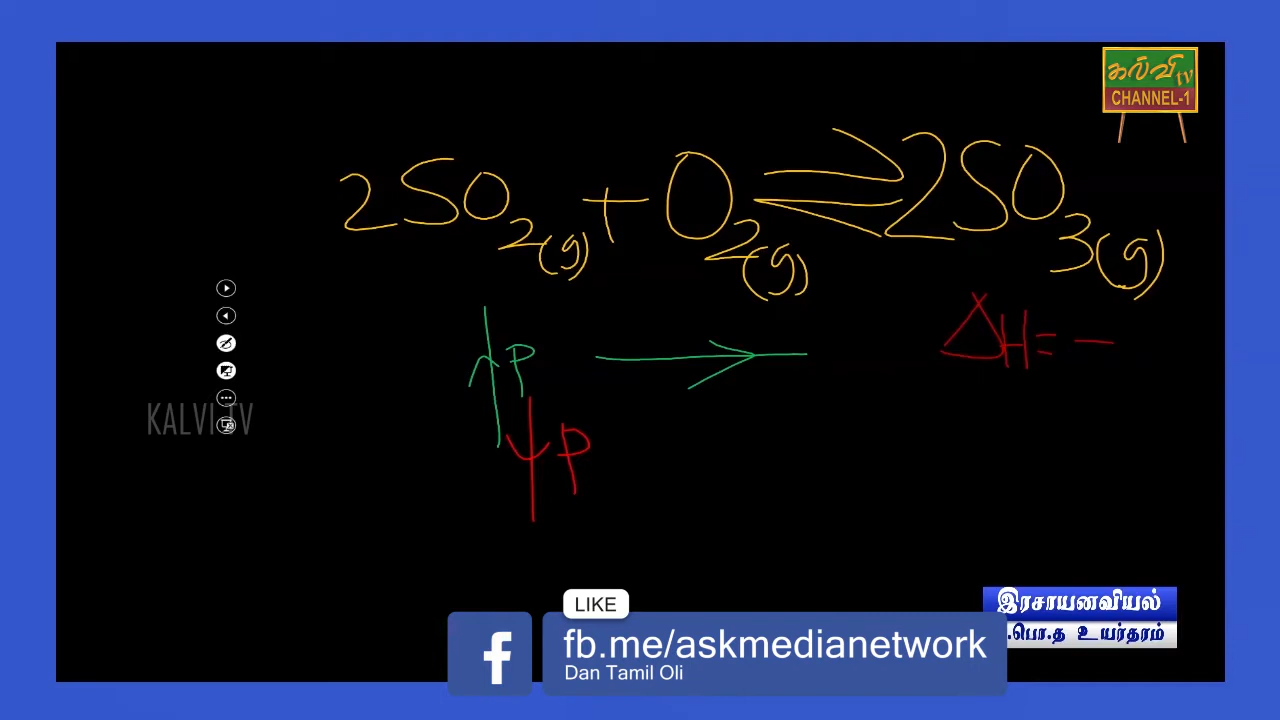 கல்வி tv
CHANNEL-1
2SO₂(g) + O₂(g) ⇌ 2SO₃(g)
↑P → ΔH = −
↓P
KALVI TV
இரசாயனவியல்
.பொ.த உயர்தரம்
LIKE
fb.me/askmedianetwork
Dan Tamil Oli